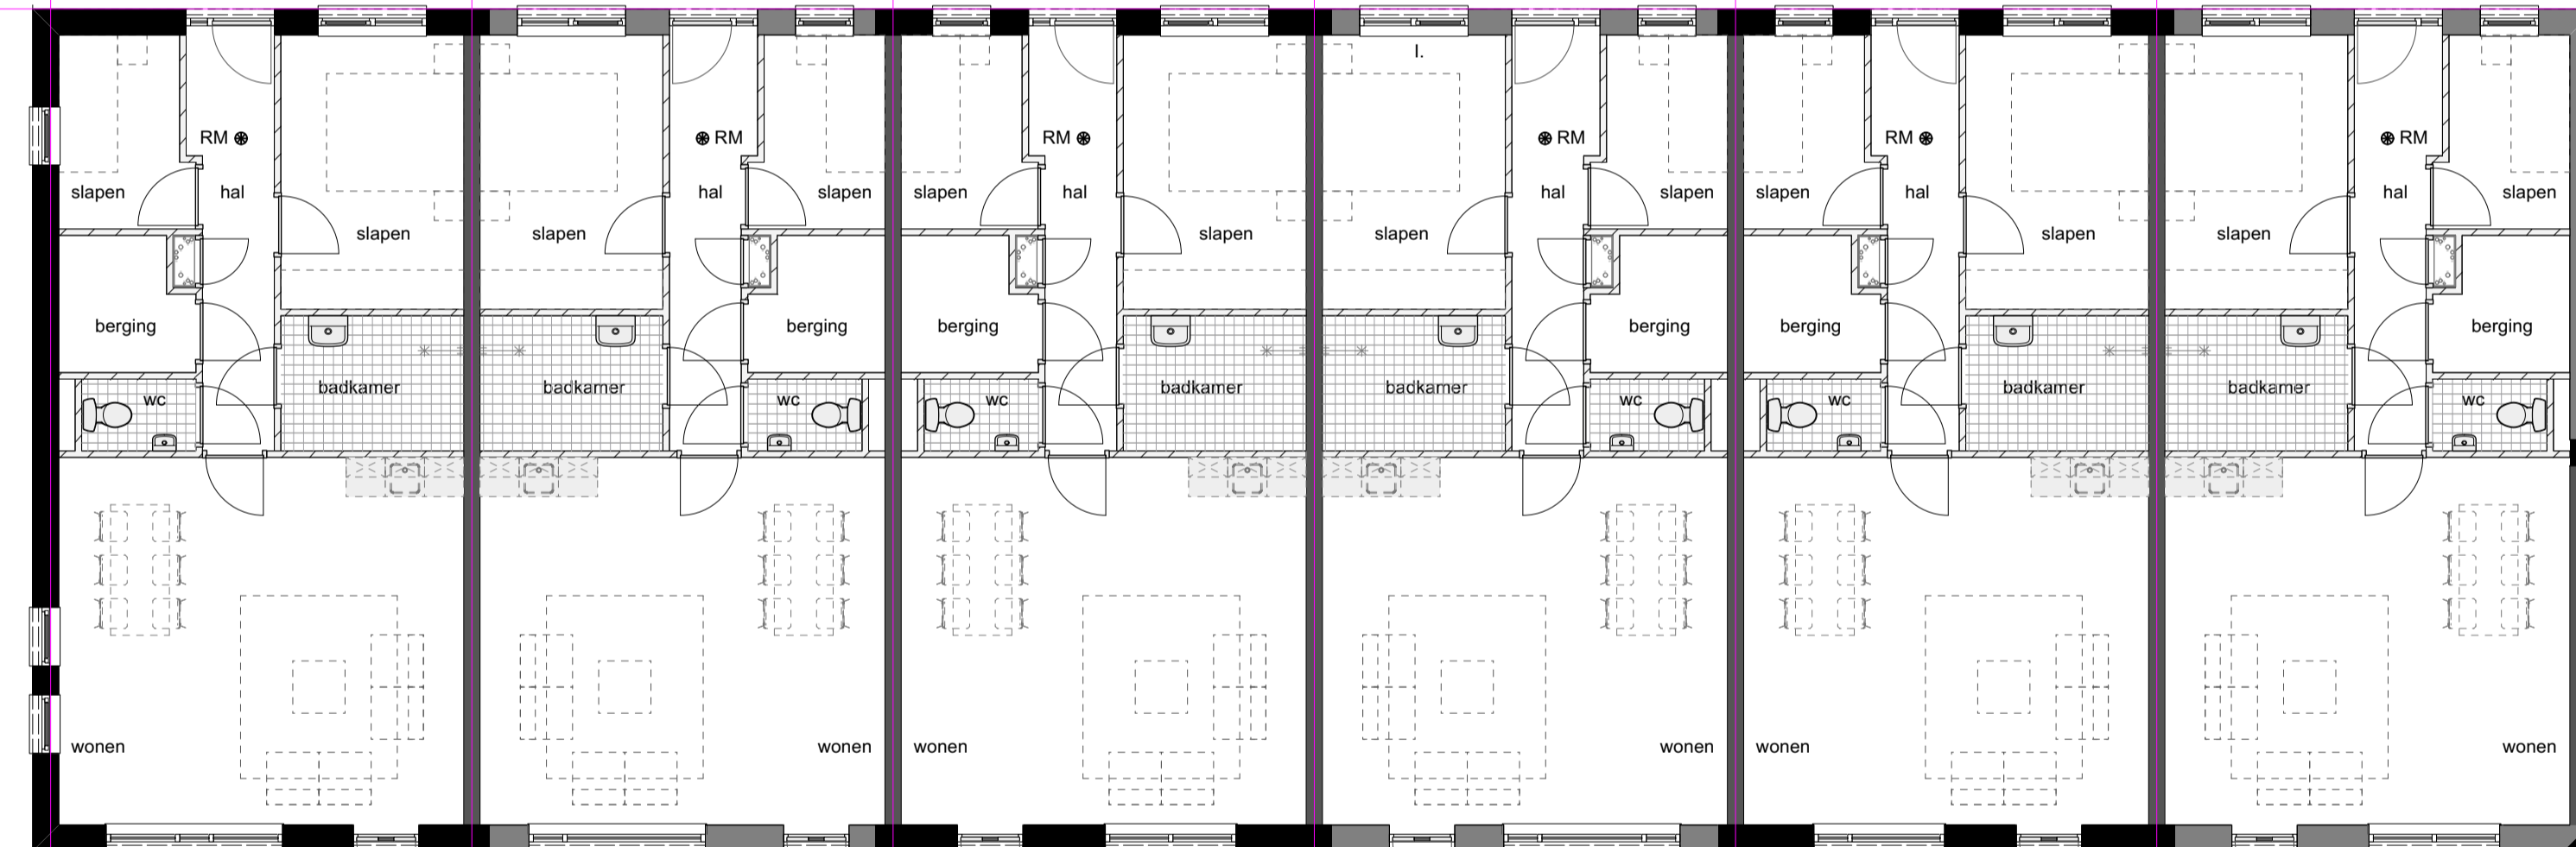 I.
RM RM RM RM RM RM
slapen hal hal slapen slapen hal hal slapen slapen hal hal slapen
slapen slapen slapen slapen slapen slapen
berging berging berging berging berging berging
badkamer badkamer badkamer badkamer badkamer badkamer
wc wc wc wc wc wc
wonen wonen wonen wonen wonen wonen